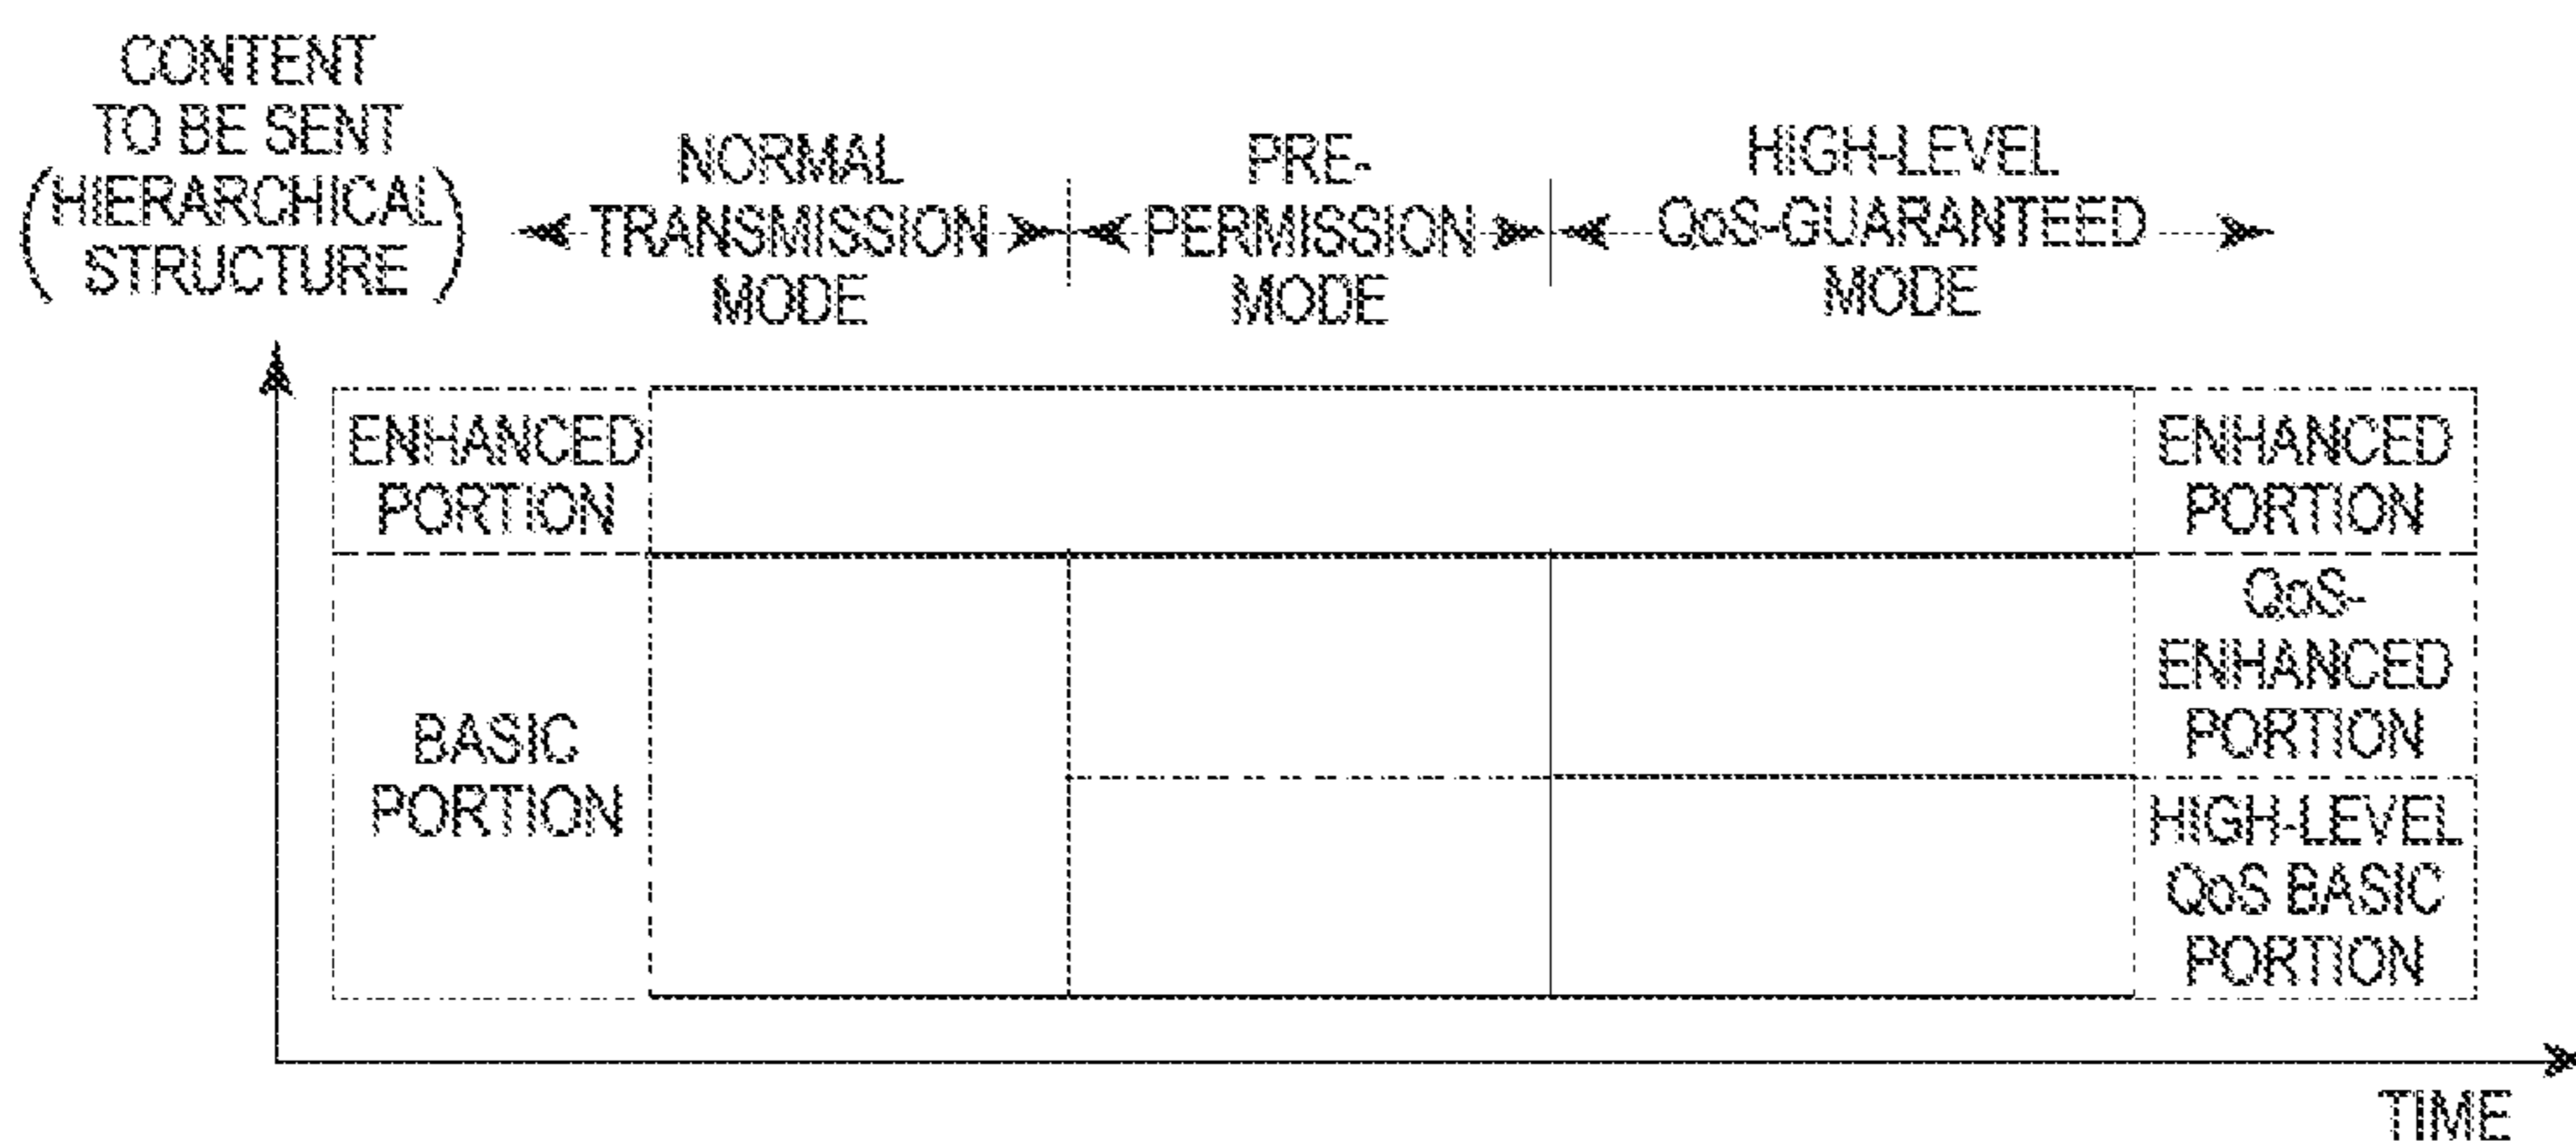 CONTENT
TO BE SENT
(HIERARCHICAL
STRUCTURE)
NORMAL
TRANSMISSION
MODE
PRE-
PERMISSION
MODE
HIGH-LEVEL
QoS-GUARANTEED
MODE
ENHANCED
PORTION
BASIC
PORTION
ENHANCED
PORTION
QoS-
ENHANCED
PORTION
HIGH-LEVEL
QoS BASIC
PORTION
TIME